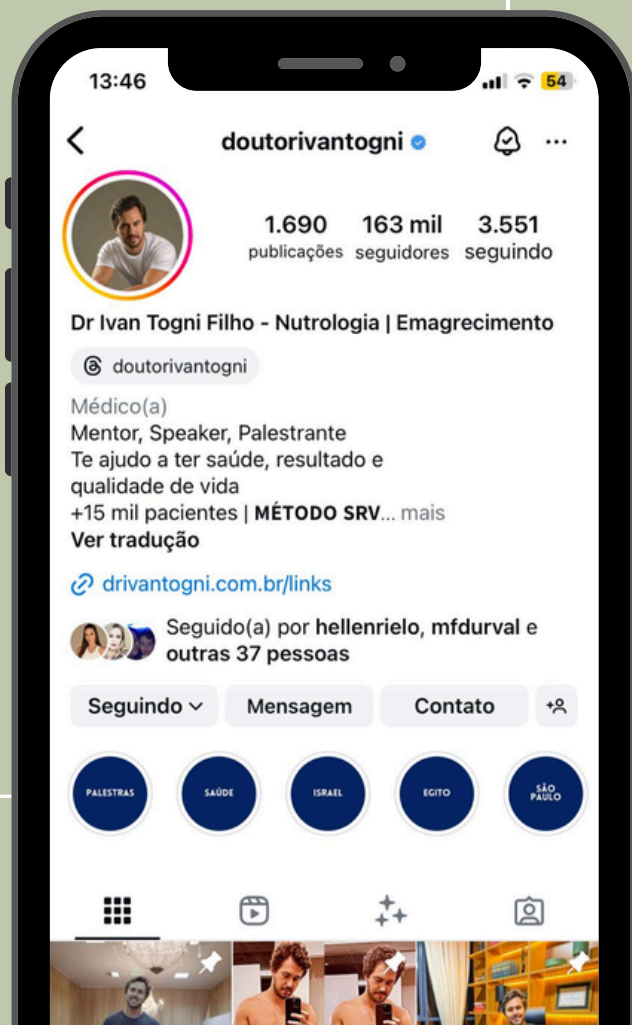 13:46
54
doutorivantogni
...
1.690 163 mil 3.551
publicações seguidores seguindo
Dr Ivan Togni Filho - Nutrologia | Emagrecimento
doutorivantogni
Médico(a)
Mentor, Speaker, Palestrante
Te ajudo a ter saúde, resultado e
qualidade de vida
+15 mil pacientes | MÉTODO SRV... mais
Ver tradução
drivantogni.com.br/links
Seguido(a) por hellenrielo, mfdurval e
outras 37 pessoas
Seguindo Mensagem Contato
PALESTRAS SAÚDE ISRAEL EGITO SÃO
PAULO